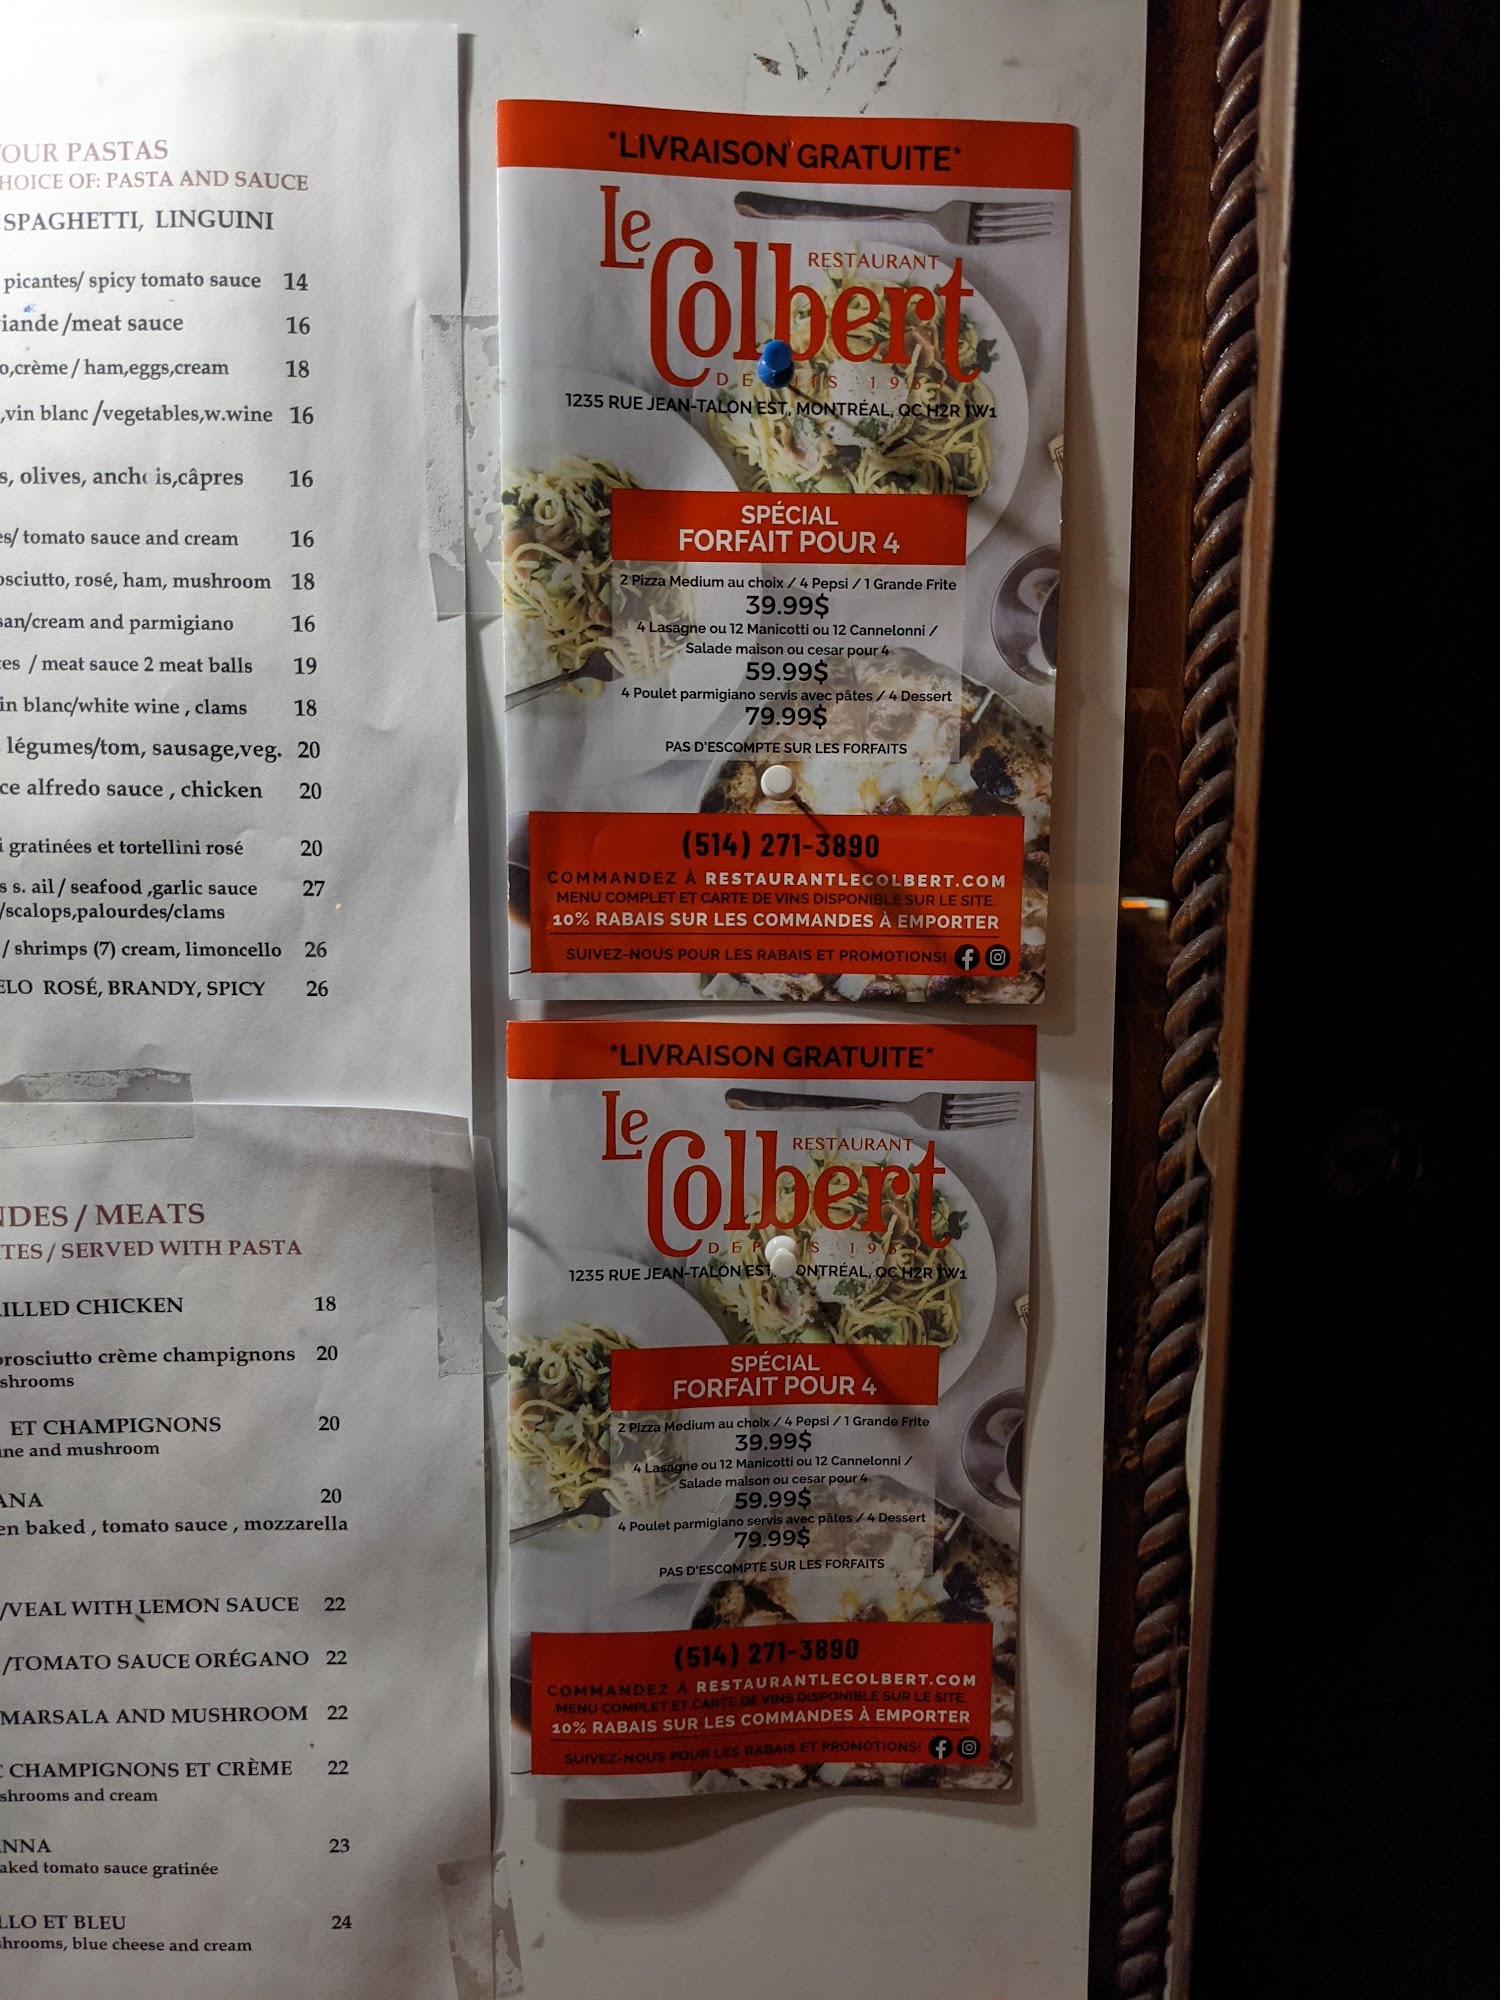 OUR PASTAS
HOICE OF: PASTA AND SAUCE
SPAGHETTI, LINGUINI
picantes/ spicy tomato sauce 14
iande /meat sauce 16
o,crème / ham,eggs,cream 18
,vin blanc /vegetables,w.wine 16
s, olives, ancho is,câpres 16
es/ tomato sauce and cream 16
osciutto, rosé, ham, mushroom 18
san/cream and parmigiano 16
es / meat sauce 2 meat balls 19
in blanc/white wine , clams 18
légumes/tom, sausage,veg. 20
ce alfredo sauce , chicken 20
i gratinées et tortellini rosé 20
s s. ail / seafood ,garlic sauce 27
/scalops,palourdes/clams
/ shrimps (7) cream, limoncello 26
ELO ROSÉ, BRANDY, SPICY 26
NDES / MEATS
TES / SERVED WITH PASTA
ILLED CHICKEN 18
prosciutto crème champignons 20
shrooms
ET CHAMPIGNONS 20
ine and mushroom
ANA 20
en baked , tomato sauce , mozzarella
/VEAL WITH LEMON SAUCE 22
/TOMATO SAUCE ORÉGANO 22
MARSALA AND MUSHROOM 22
C CHAMPIGNONS ET CRÈME 22
shrooms and cream
NNA 23
aked tomato sauce gratinée
LLO ET BLEU 24
hrooms, blue cheese and cream
*LIVRAISON GRATUITE*
Le
RESTAURANT
Colbert
1235 RUE JEAN-TALON EST, MONTRÉAL, QC H2R 1W1
SPÉCIAL
FORFAIT POUR 4
2 Pizza Medium au choix / 4 Pepsi / 1 Grande Frite
39.99$
4 Lasagne ou 12 Manicotti ou 12 Cannelonni /
Salade maison ou cesar pour 4
59.99$
4 Poulet parmigiano servis avec pâtes / 4 Dessert
79.99$
PAS D'ESCOMPTE SUR LES FORFAITS
(514) 271-3890
COMMANDEZ À RESTAURANTLECOLBERT.COM
MENU COMPLET ET CARTE DE VINS DISPONIBLE SUR LE SITE.
10% RABAIS SUR LES COMMANDES À EMPORTER
SUIVEZ-NOUS POUR LES RABAIS ET PROMOTIONS!
*LIVRAISON GRATUITE*
Le
RESTAURANT
Colbert
1235 RUE JEAN-TALON EST, ONTRÉAL, QC H2R 1W1
SPÉCIAL
FORFAIT POUR 4
2 Pizza Medium au choix / 4 Pepsi / 1 Grande Frite
39.99$
4 Lasagne ou 12 Manicotti ou 12 Cannelonni /
Salade maison ou cesar pour 4
59.99$
4 Poulet parmigiano servis avec pâtes / 4 Dessert
79.99$
PAS D'ESCOMPTE SUR LES FORFAITS
(514) 271-3890
COMMANDEZ À RESTAURANTLECOLBERT.COM
MENU COMPLET ET CARTE DE VINS DISPONIBLE SUR LE SITE.
10% RABAIS SUR LES COMMANDES À EMPORTER
SUIVEZ-NOUS POUR LES RABAIS ET PROMOTIONS!